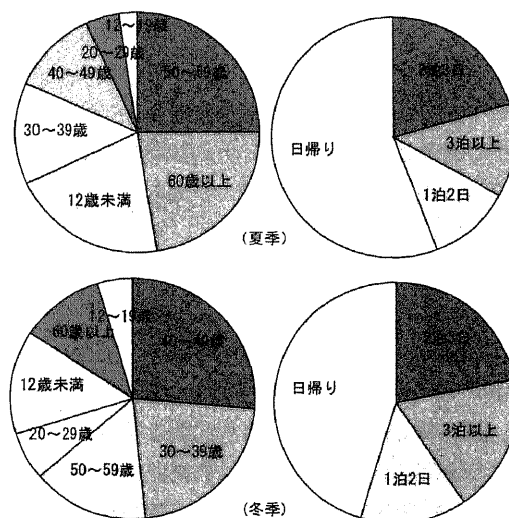 12～19歳
20～29歳
40～49歳
50～59歳
30～39歳
60歳以上
12歳未満
2泊3日
日帰り
3泊以上
1泊2日
(夏季)
12～19歳
60歳以上
40～49歳
12歳未満
20～29歳
30～39歳
50～59歳
2泊3日
日帰り
3泊以上
1泊2日
(冬季)